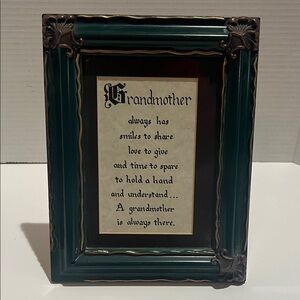 Grandmother
always has
smiles to share
love to give
and time to spare
to hold a hand
and understand...
A grandmother
is always there.